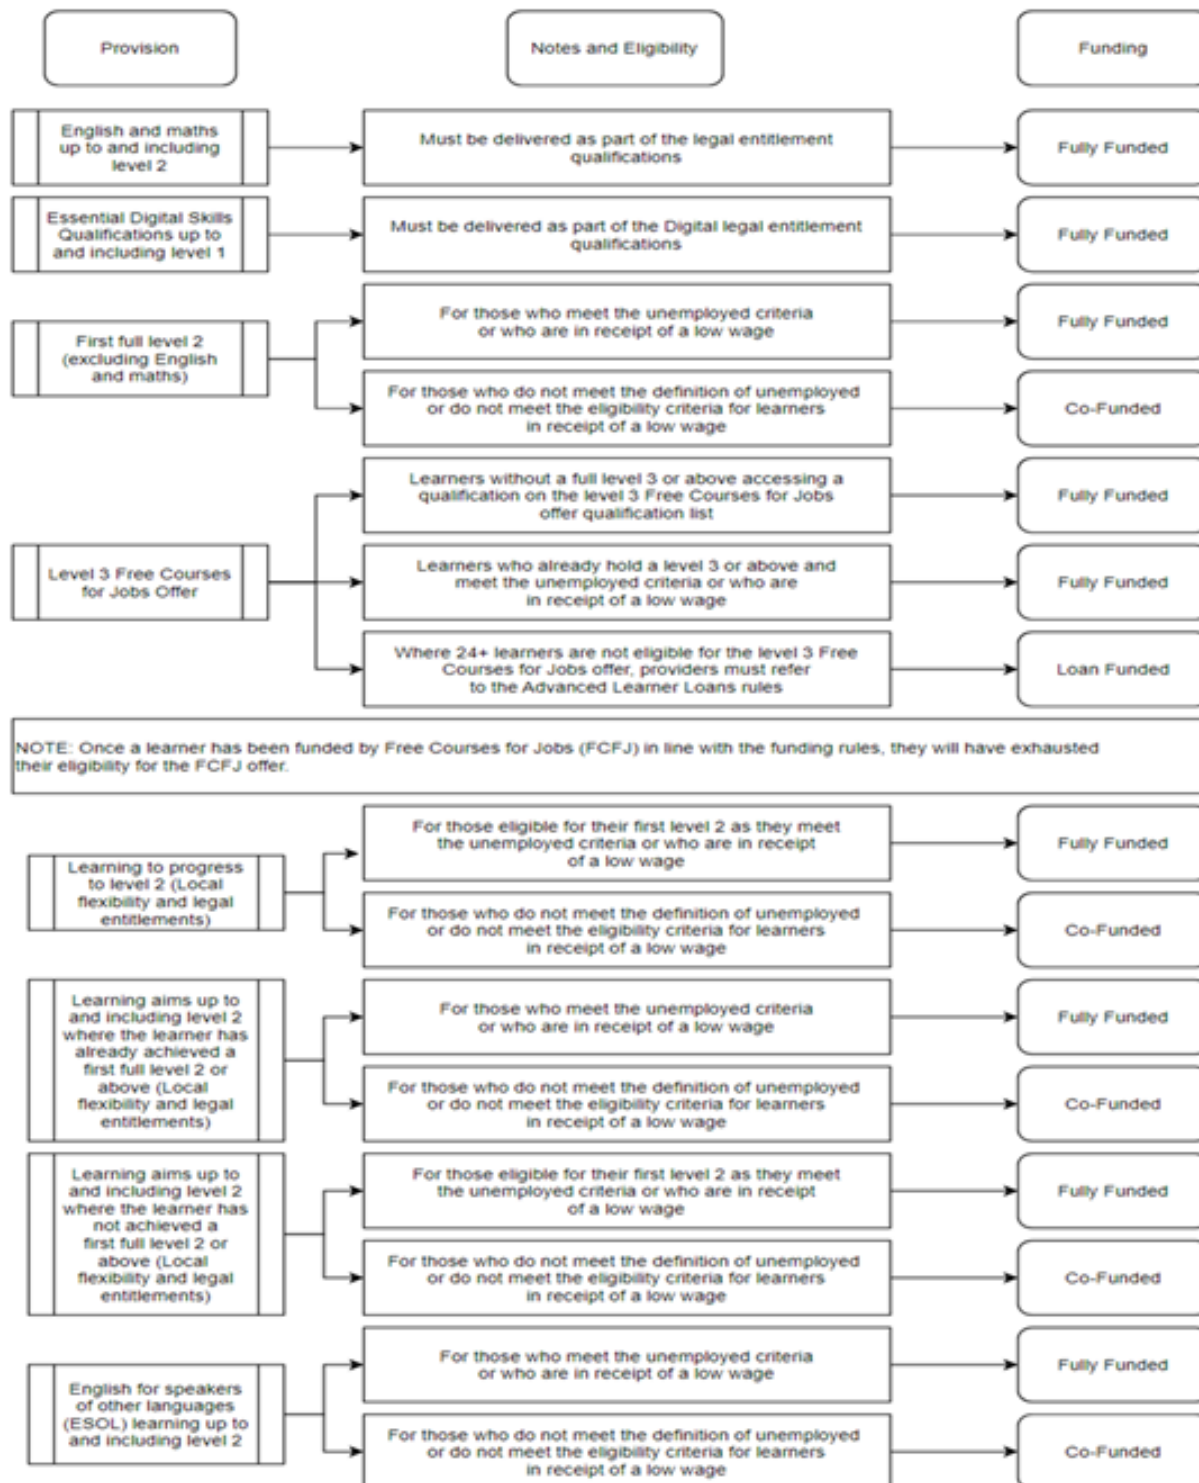 Provision
Notes and Eligibility
Funding
English and maths
up to and including
level 2
Must be delivered as part of the legal entitlement
qualifications
Fully Funded
Essential Digital Skills
Qualifications up to
and including level 1
Must be delivered as part of the Digital legal entitlement
qualifications
Fully Funded
First full level 2
(excluding English
and maths)
For those who meet the unemployed criteria
or who are in receipt of a low wage
Fully Funded
For those who do not meet the definition of unemployed
or do not meet the eligibility criteria for learners
in receipt of a low wage
Co-Funded
Level 3 Free Courses
for Jobs Offer
Learners without a full level 3 or above accessing a
qualification on the level 3 Free Courses for Jobs
offer qualification list
Fully Funded
Learners who already hold a level 3 or above and
meet the unemployed criteria or who are
in receipt of a low wage
Fully Funded
Where 24+ learners are not eligible for the level 3 Free
Courses for Jobs offer, providers must refer
to the Advanced Learner Loans rules
Loan Funded
NOTE: Once a learner has been funded by Free Courses for Jobs (FCFJ) in line with the funding rules, they will have exhausted
their eligibility for the FCFJ offer.
Learning to progress
to level 2 (Local
flexibility and legal
entitlements)
For those eligible for their first level 2 as they meet
the unemployed criteria or who are in receipt
of a low wage
Fully Funded
For those who do not meet the definition of unemployed
or do not meet the eligibility criteria for learners
in receipt of a low wage
Co-Funded
Learning aims up to
and including level 2
where the learner has
already achieved a
first full level 2 or
above (Local
flexibility and legal
entitlements)
For those who meet the unemployed criteria
or who are in receipt of a low wage
Fully Funded
For those who do not meet the definition of unemployed
or do not meet the eligibility criteria for learners
in receipt of a low wage
Co-Funded
Learning aims up to
and including level 2
where the learner has
not achieved a
first full level 2 or
above (Local
flexibility and legal
entitlements)
For those eligible for their first level 2 as they meet
the unemployed criteria or who are in receipt
of a low wage
Fully Funded
For those who do not meet the definition of unemployed
or do not meet the eligibility criteria for learners
in receipt of a low wage
Co-Funded
English for speakers
of other languages
(ESOL) learning up to
and including level 2
For those who meet the unemployed criteria
or who are in receipt of a low wage
Fully Funded
For those who do not meet the definition of unemployed
or do not meet the eligibility criteria for learners
in receipt of a low wage
Co-Funded